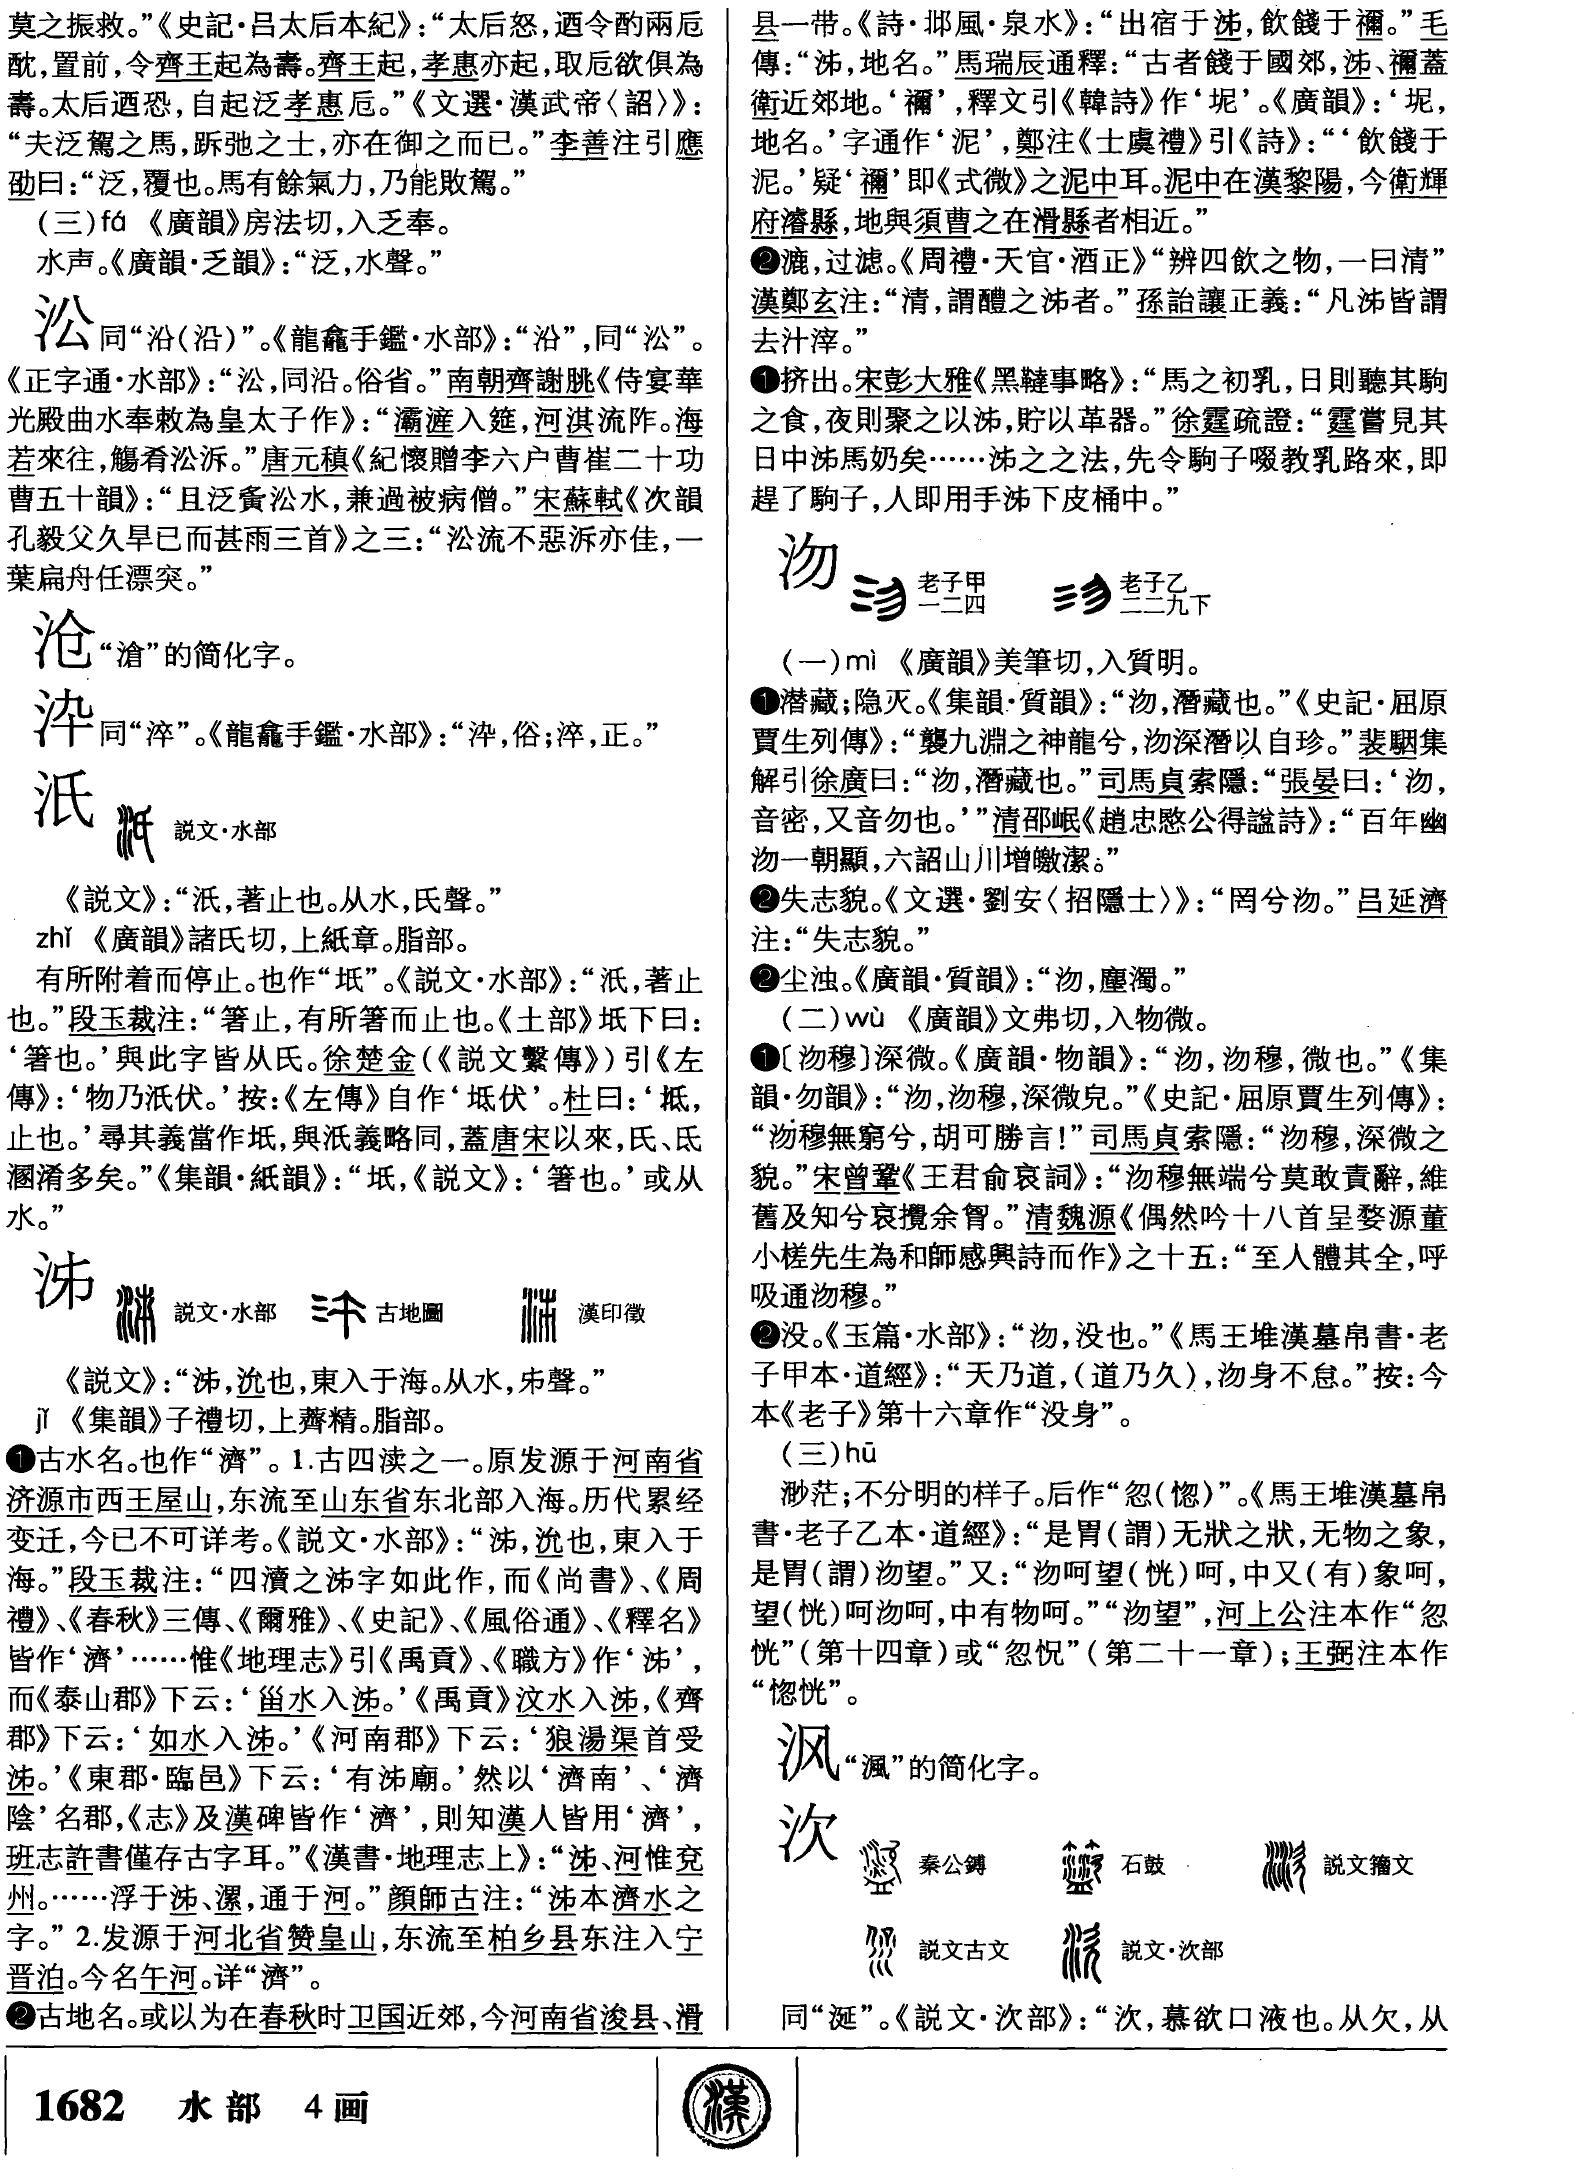 莫之振救。”《史記·吕太后本紀》：“太后怒，迺令酌兩卮
酖，置前，令齊王起為壽。齊王起，孝惠亦起，取卮欲俱為
壽。太后迺恐，自起泛孝惠卮。”《文選·漢武帝〈詔〉》：
“夫泛駕之馬，跅弛之士，亦在御之而已。”李善注引應
劭曰：“泛，覆也。馬有餘氣力，乃能敗駕。”
（三）fá 《廣韻》房法切，入乏奉。
水声。《廣韻·乏韻》：“泛，水聲。”
㳂 同“沿（沿）”。《龍龕手鑑·水部》：“沿”，同“㳂”。
《正字通·水部》：“㳂，同沿。俗省。”南朝齊謝朓《侍宴華
光殿曲水奉敕為皇太子作》：“灞滻入筵，河淇流阼。海
若來往，觴肴㳂泝。”唐元稹《紀懷贈李六户曹崔二十功
曹五十韻》：“且泛夤㳂水，兼過被病僧。”宋蘇軾《次韻
孔毅父久旱已而甚雨三首》之三：“㳂流不惡泝亦佳，一
葉扁舟任漂突。”
沧 “滄”的简化字。
䘚 同“淬”。《龍龕手鑑·水部》：“ ，俗；淬，正。”
汦 説文·水部
《説文》：“汦，著止也。从水，氏聲。”
zhǐ 《廣韻》諸氏切，上紙章。脂部。
有所附着而停止。也作“坁”。《説文·水部》：“汦，著止
也。”段玉裁注：“箸止，有所箸而止也。《土部》坁下曰：
‘箸也。’與此字皆从氏。徐楚金（《説文繫傳》）引《左
傳》：‘物乃汦伏。’按：《左傳》自作‘坻伏’。杜曰：‘坻，
止也。’尋其義當作坁，與汦義略同，蓋唐宋以來，氏、氐
溷淆多矣。”《集韻·紙韻》：“坁，《説文》：‘箸也。’或从
水。”
泲 説文·水部 古地圖 漢印徵
《説文》：“泲，沇也，東入于海。从水，𠂔聲。”
jǐ 《集韻》子禮切，上薺精。脂部。
❶古水名。也作“濟”。1.古四渎之一。原发源于河南省
济源市西王屋山，东流至山东省东北部入海。历代累经
变迁，今已不可详考。《説文·水部》：“泲，沇也，東入于
海。”段玉裁注：“四瀆之泲字如此作，而《尚書》、《周
禮》、《春秋》三傳、《爾雅》、《史記》、《風俗通》、《釋名》
皆作‘濟’……惟《地理志》引《禹貢》、《職方》作‘泲’，
而《泰山郡》下云：‘甾水入泲。’《禹貢》汶水入泲，《齊
郡》下云：‘如水入泲。’《河南郡》下云：‘狼湯渠首受
泲。’《東郡·臨邑》下云：‘有泲廟。’然以‘濟南’、‘濟
陰’名郡，《志》及漢碑皆作‘濟’，則知漢人皆用‘濟’，
班志許書僅存古字耳。”《漢書·地理志上》：“泲、河惟兗
州。……浮于泲、漯，通于河。”顔師古注：“泲本濟水之
字。”2.发源于河北省赞皇山，东流至柏乡县东注入宁
晋泊。今名午河。详“濟”。
❷古地名。或以为在春秋时卫国近郊，今河南省浚县、滑
县一带。《詩·邶風·泉水》：“出宿于泲，飲餞于禰。”毛
傳：“泲，地名。”馬瑞辰通釋：“古者餞于國郊，泲、禰蓋
衛近郊地。‘禰’，釋文引《韓詩》作‘坭’。《廣韻》：‘坭，
地名。’字通作‘泥’，鄭注《士虞禮》引《詩》：“‘飲餞于
泥。’疑‘禰’即《式微》之泥中耳。泥中在漢黎陽，今衛輝
府濬縣，地與須曹之在滑縣者相近。”
❷漉，过滤。《周禮·天官·酒正》“辨四飲之物，一曰清”
漢鄭玄注：“清，謂醴之泲者。”孫詒讓正義：“凡泲皆謂
去汁滓。”
❶挤出。宋彭大雅《黑韃事略》：“馬之初乳，日則聽其駒
之食，夜則聚之以泲，貯以革器。”徐霆疏證：“霆嘗見其
日中泲馬奶矣……泲之之法，先令駒子啜教乳路來，即
趕了駒子，人即用手泲下皮桶中。”
沕 老子甲一二四 老子乙二二九下
（一）mì 《廣韻》美筆切，入質明。
❶潜藏；隐灭。《集韻·質韻》：“沕，潛藏也。”《史記·屈原
賈生列傳》：“襲九淵之神龍兮，沕深潛以自珍。”裴駰集
解引徐廣曰：“沕，潛藏也。”司馬貞索隱：“張晏曰：‘沕，
音密，又音勿也。’”清邵岷《趙忠愍公得謚詩》：“百年幽
沕一朝顯，六詔山川增皦潔。”
❷失志貌。《文選·劉安〈招隱士〉》：“罔兮沕。”吕延濟
注：“失志貌。”
❷尘浊。《廣韻·質韻》：“沕，塵濁。”
（二）wù 《廣韻》文弗切，入物微。
❶〔沕穆〕深微。《廣韻·物韻》：“沕，沕穆，微也。”《集
韻·勿韻》：“沕，沕穆，深微皃。”《史記·屈原賈生列傳》：
“沕穆無窮兮，胡可勝言！”司馬貞索隱：“沕穆，深微之
貌。”宋曾鞏《王君俞哀詞》：“沕穆無端兮莫敢責辭，維
舊及知兮哀攪余胷。”清魏源《偶然吟十八首呈婺源董
小槎先生為和師感興詩而作》之十五：“至人體其全，呼
吸通沕穆。”
❷没。《玉篇·水部》：“沕，没也。”《馬王堆漢墓帛書·老
子甲本·道經》：“天乃道，（道乃久），沕身不怠。”按：今
本《老子》第十六章作“没身”。
（三）hū
渺茫；不分明的样子。后作“忽（惚）”。《馬王堆漢墓帛
書·老子乙本·道經》：“是胃（謂）无狀之狀，无物之象，
是胃（謂）沕望。”又：“沕呵望（恍）呵，中又（有）象呵，
望（恍）呵沕呵，中有物呵。”“沕望”，河上公注本作“忽
恍”（第十四章）或“忽怳”（第二十一章）；王弼注本作
“惚恍”。
沨 “渢”的简化字。
㳄 秦公鎛 石鼓 説文籀文
説文古文 説文·㳄部
同“涎”。《説文·㳄部》：“㳄，慕欲口液也。从欠，从
1682 水部 4画
漢